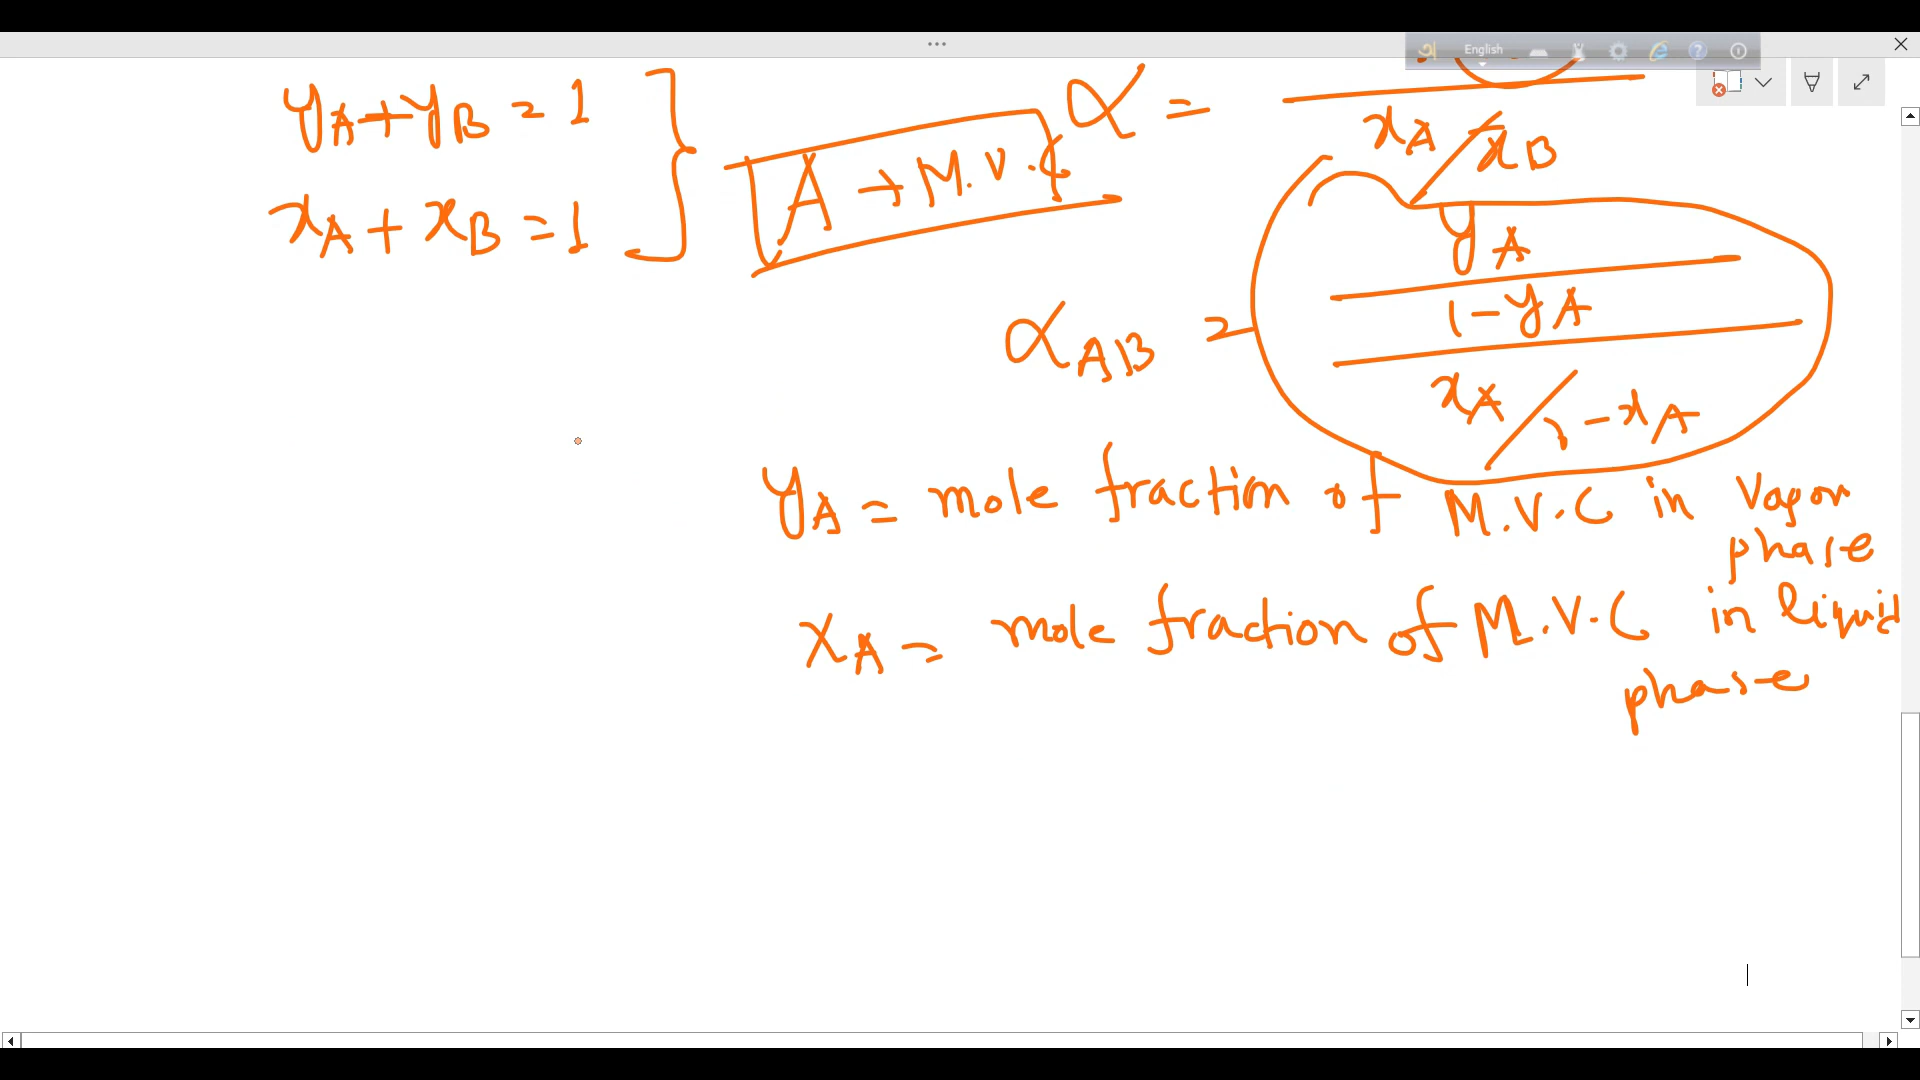 English
yA + yB = 1
xA + xB = 1
A → M.V.C
α =
xA / xB
αAB =
yA
1 - yA
xA / 1 - xA
yA = mole fraction of M.V.C in vapor
phase
xA = mole fraction of M.V.C in liquid
phase